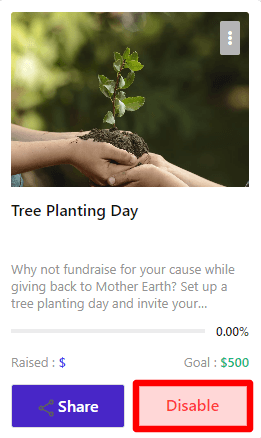 Tree Planting Day
Why not fundraise for your cause while
giving back to Mother Earth? Set up a
tree planting day and invite your...
0.00%
Raised : $ Goal : $500
Share Disable